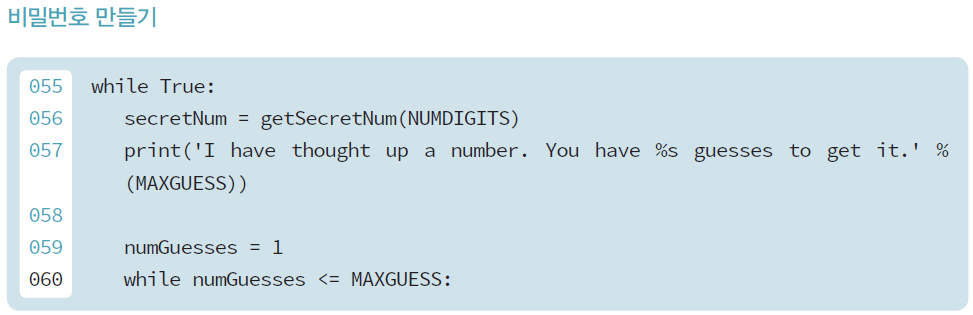 비밀번호 만들기
055 while True:
056 secretNum = getSecretNum(NUMDIGITS)
057 print('I have thought up a number. You have %s guesses to get it.' %
(MAXGUESS))
058
059 numGuesses = 1
060 while numGuesses <= MAXGUESS: